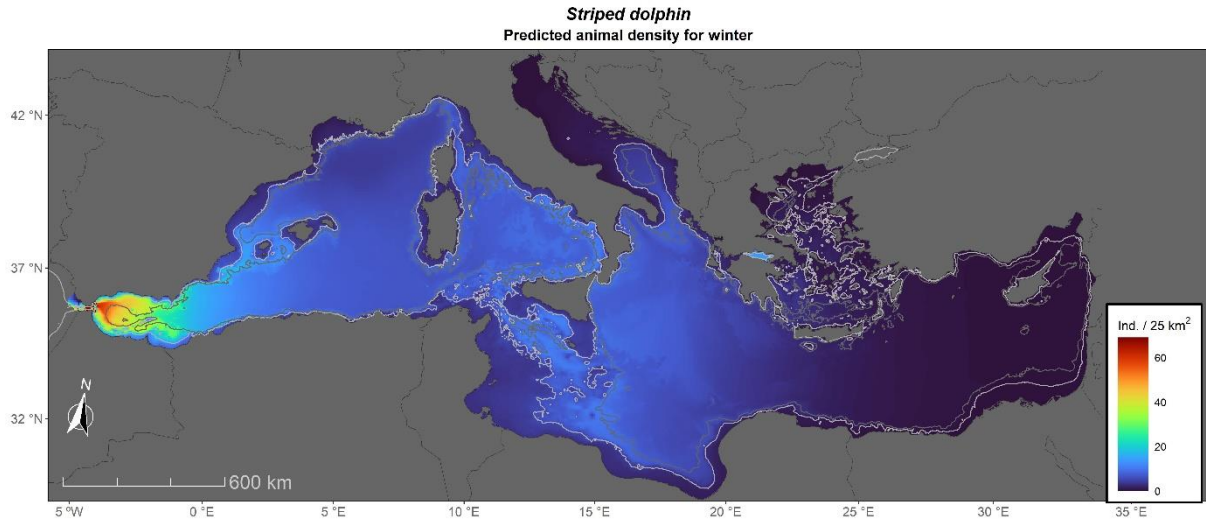 Striped dolphin
Predicted animal density for winter
42 °N
37 °N
32 °N
N
600 km
Ind. / 25 km²
60
40
20
0
5 °W
0 °E
5 °E
10 °E
15 °E
20 °E
25 °E
30 °E
35 °E